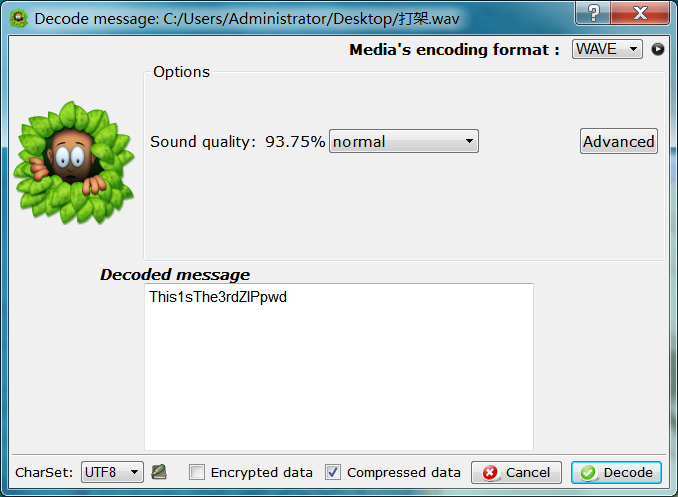 Decode message: C:/Users/Administrator/Desktop/打架.wav
Media's encoding format : WAVE
Options
Sound quality: 93.75% normal Advanced
Decoded message
This1sThe3rdZIPpwd
CharSet: UTF8 Encrypted data Compressed data Cancel Decode